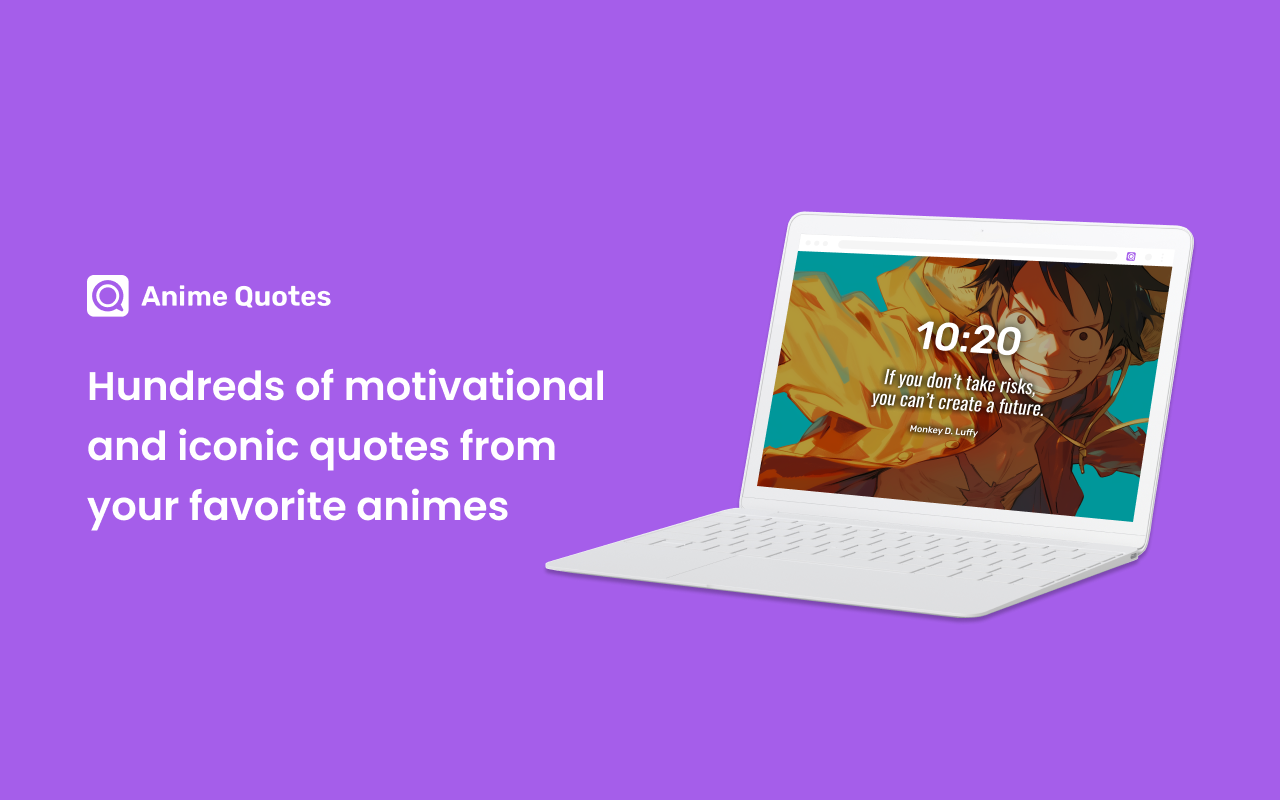 Anime Quotes
Hundreds of motivational
and iconic quotes from
your favorite animes
10:20
If you don't take risks,
you can't create a future.
Monkey D. Luffy